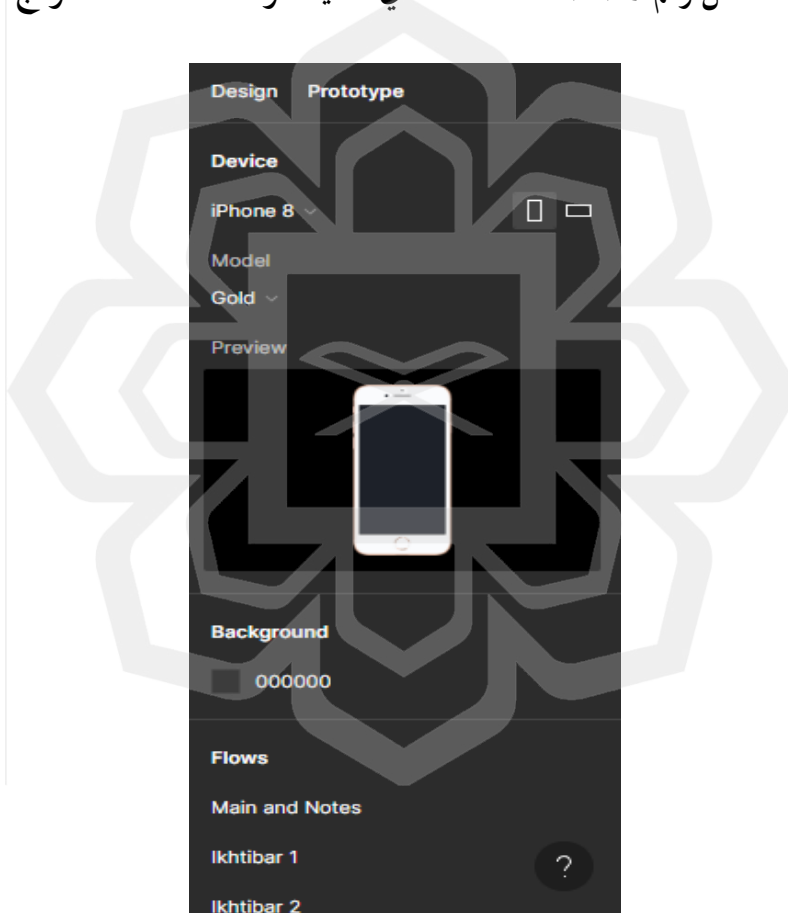 Design Prototype
Device
iPhone 8
Model
Gold
Preview
Background
000000
Flows
Main and Notes
Ikhtibar 1
?
Ikhtibar 2